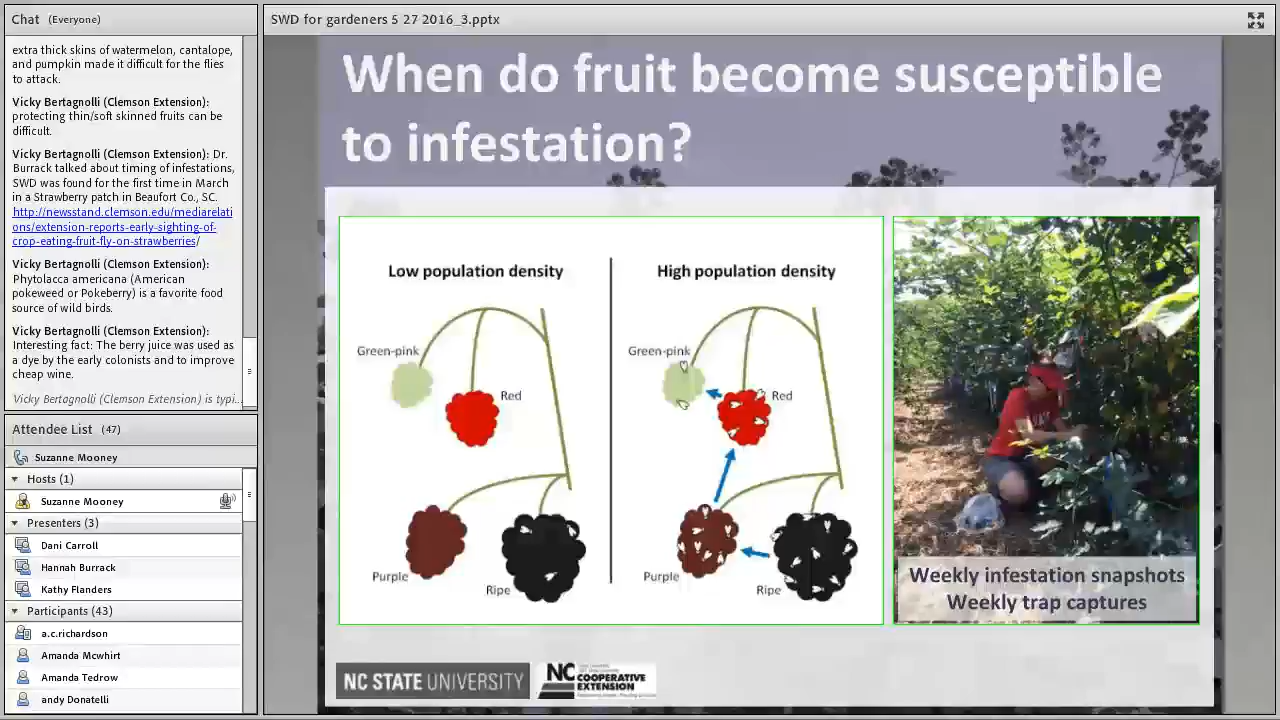 Chat (Everyone)
extra thick skins of watermelon, cantalope,
and pumpkin made it difficult for the flies
to attack.
Vicky Bertagnolli (Clemson Extension):
protecting thin/soft skinned fruits can be
difficult.
Vicky Bertagnolli (Clemson Extension): Dr.
Burrack talked about timing of infestations,
SWD was found for the first time in March
in a Strawberry patch in Beaufort Co., SC.
http://newsstand.clemson.edu/mediarelati
ons/extension-reports-early-sighting-of-
crop-eating-fruit-fly-on-strawberries/
Vicky Bertagnolli (Clemson Extension):
Phytolacca americana (American
pokeweed or Pokeberry) is a favorite food
source of wild birds.
Vicky Bertagnolli (Clemson Extension):
Interesting fact: The berry juice was used as
a dye by the early colonists and to improve
cheap wine.
Vicky Bertagnolli (Clemson Extension) is typi...
Attendee List (47)
Suzanne Mooney
Hosts (1)
Suzanne Mooney
Presenters (3)
Dani Carroll
Hannah Burrack
Kathy Flanders
Participants (43)
a.c.richardson
Amanda Mcwhirt
Amanda Tedrow
andy Donatelli
SWD for gardeners 5 27 2016_3.pptx
When do fruit become susceptible
to infestation?
Low population density
Green-pink
Red
Purple
Ripe
High population density
Green-pink
Red
Purple
Ripe
Weekly infestation snapshots
Weekly trap captures
NC STATE UNIVERSITY
NC COOPERATIVE
EXTENSION